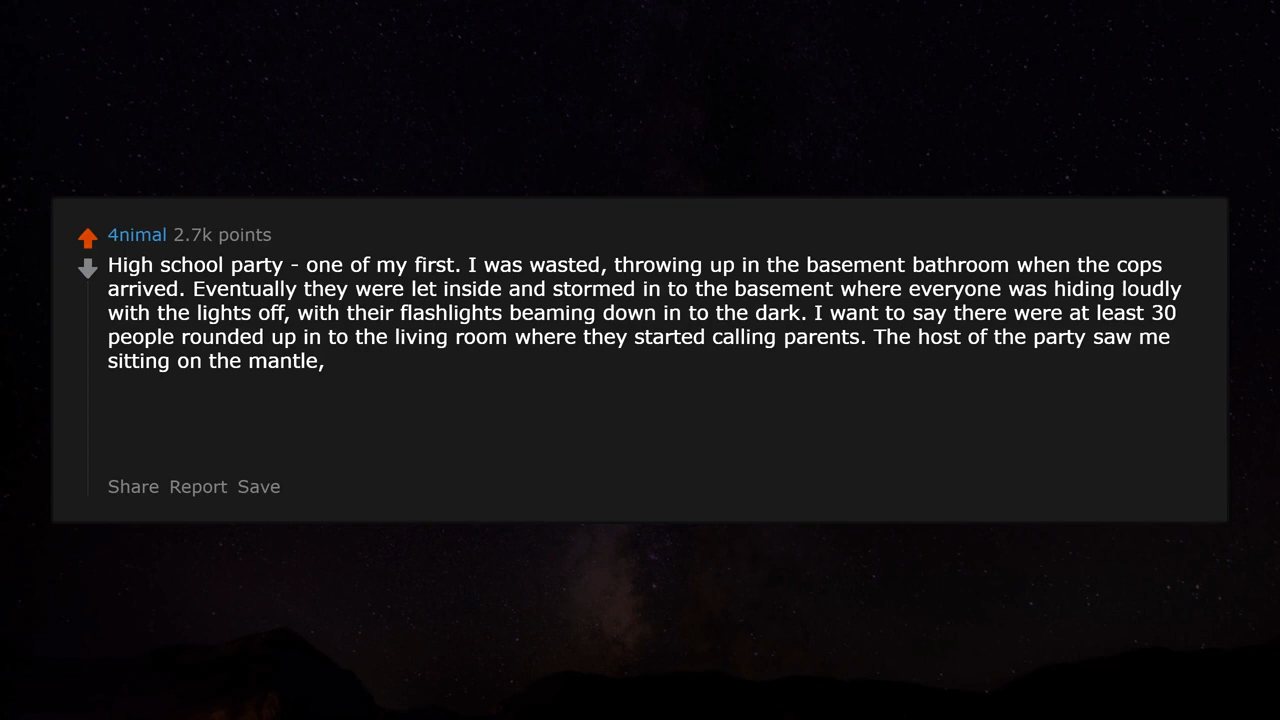 4nimal 2.7k points
High school party - one of my first. I was wasted, throwing up in the basement bathroom when the cops
arrived. Eventually they were let inside and stormed in to the basement where everyone was hiding loudly
with the lights off, with their flashlights beaming down in to the dark. I want to say there were at least 30
people rounded up in to the living room where they started calling parents. The host of the party saw me
sitting on the mantle,
Share Report Save